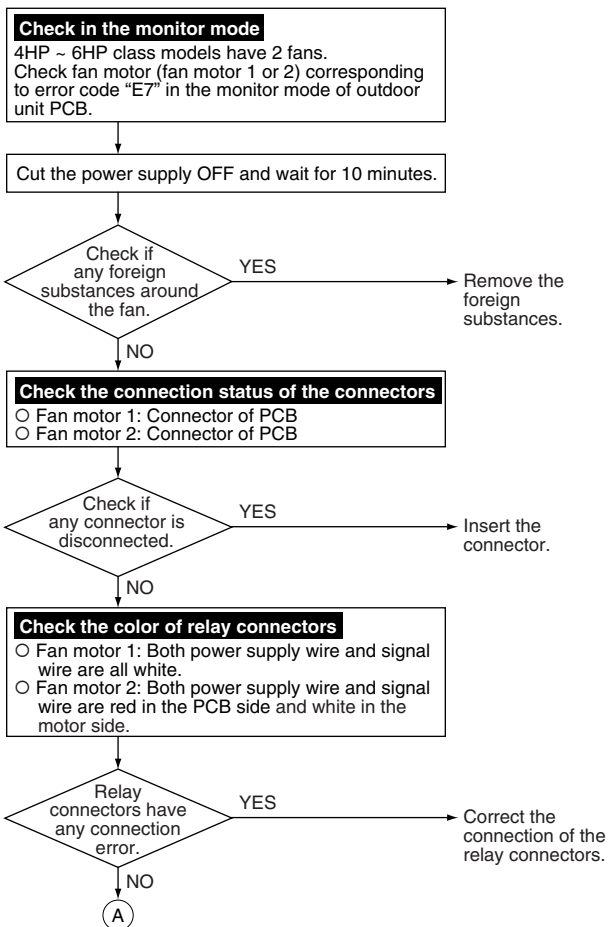 Check in the monitor mode
4HP ~ 6HP class models have 2 fans.
Check fan motor (fan motor 1 or 2) corresponding
to error code “E7” in the monitor mode of outdoor
unit PCB.
Cut the power supply OFF and wait for 10 minutes.
Check if
any foreign
substances around
the fan.
YES
Remove the
foreign
substances.
NO
Check the connection status of the connectors
○ Fan motor 1: Connector of PCB
○ Fan motor 2: Connector of PCB
Check if
any connector is
disconnected.
YES
Insert the
connector.
NO
Check the color of relay connectors
○ Fan motor 1: Both power supply wire and signal
wire are all white.
○ Fan motor 2: Both power supply wire and signal
wire are red in the PCB side and white in the
motor side.
Relay
connectors have
any connection
error.
YES
Correct the
connection of the
relay connectors.
NO
A